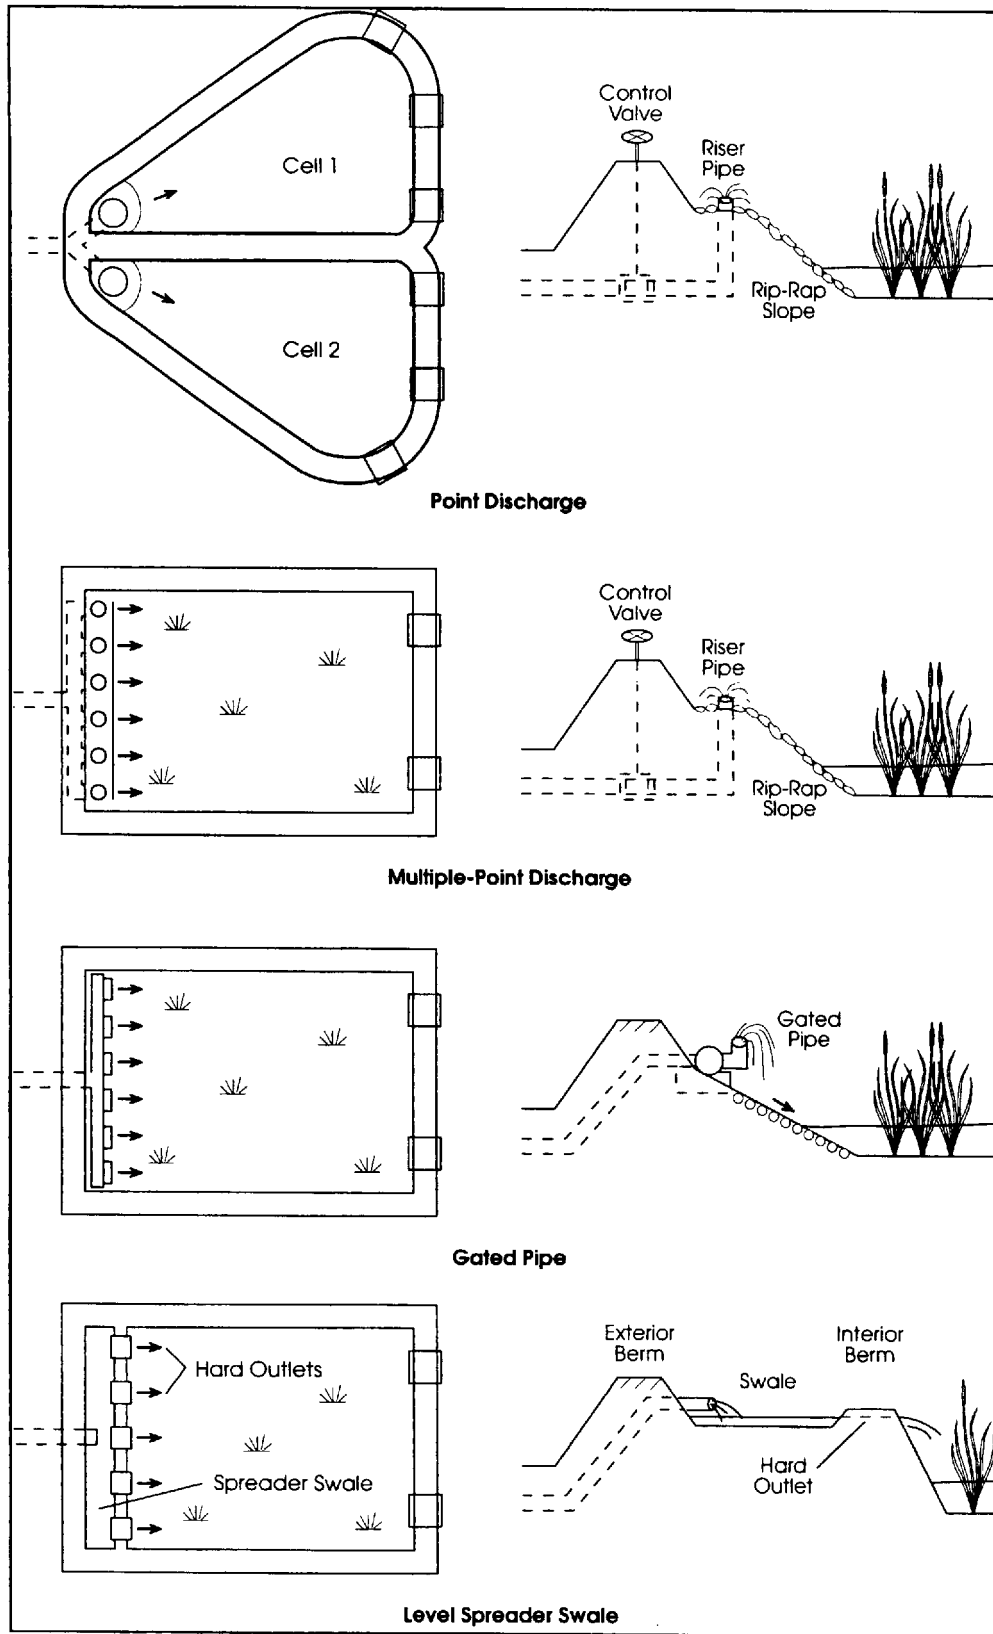 Cell 1
Cell 2
Control
Valve
Riser
Pipe
Rip-Rap
Slope
Point Discharge
Control
Valve
Riser
Pipe
Rip-Rap
Slope
Multiple-Point Discharge
Gated
Pipe
Gated Pipe
Hard Outlets
Spreader Swale
Exterior
Berm
Interior
Berm
Swale
Hard
Outlet
Level Spreader Swale